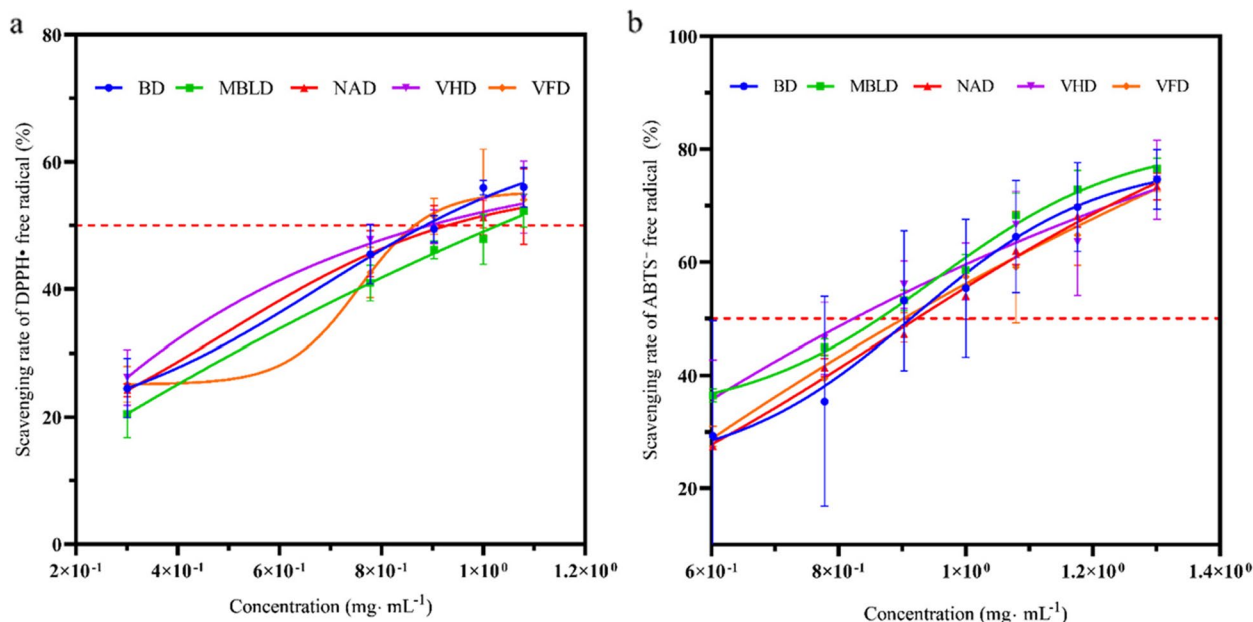 a
80
60
40
20
0
BD MBLD NAD VHD VFD
Scavenging rate of DPPH• free radical (%)
2×10⁻¹ 4×10⁻¹ 6×10⁻¹ 8×10⁻¹ 1×10⁰ 1.2×10⁰
Concentration (mg· mL⁻¹)
b
100
80
60
40
20
BD MBLD NAD VHD VFD
Scavenging rate of ABTS⁻ free radical (%)
6×10⁻¹ 8×10⁻¹ 1×10⁰ 1.2×10⁰ 1.4×10⁰
Concentration (mg· mL⁻¹)